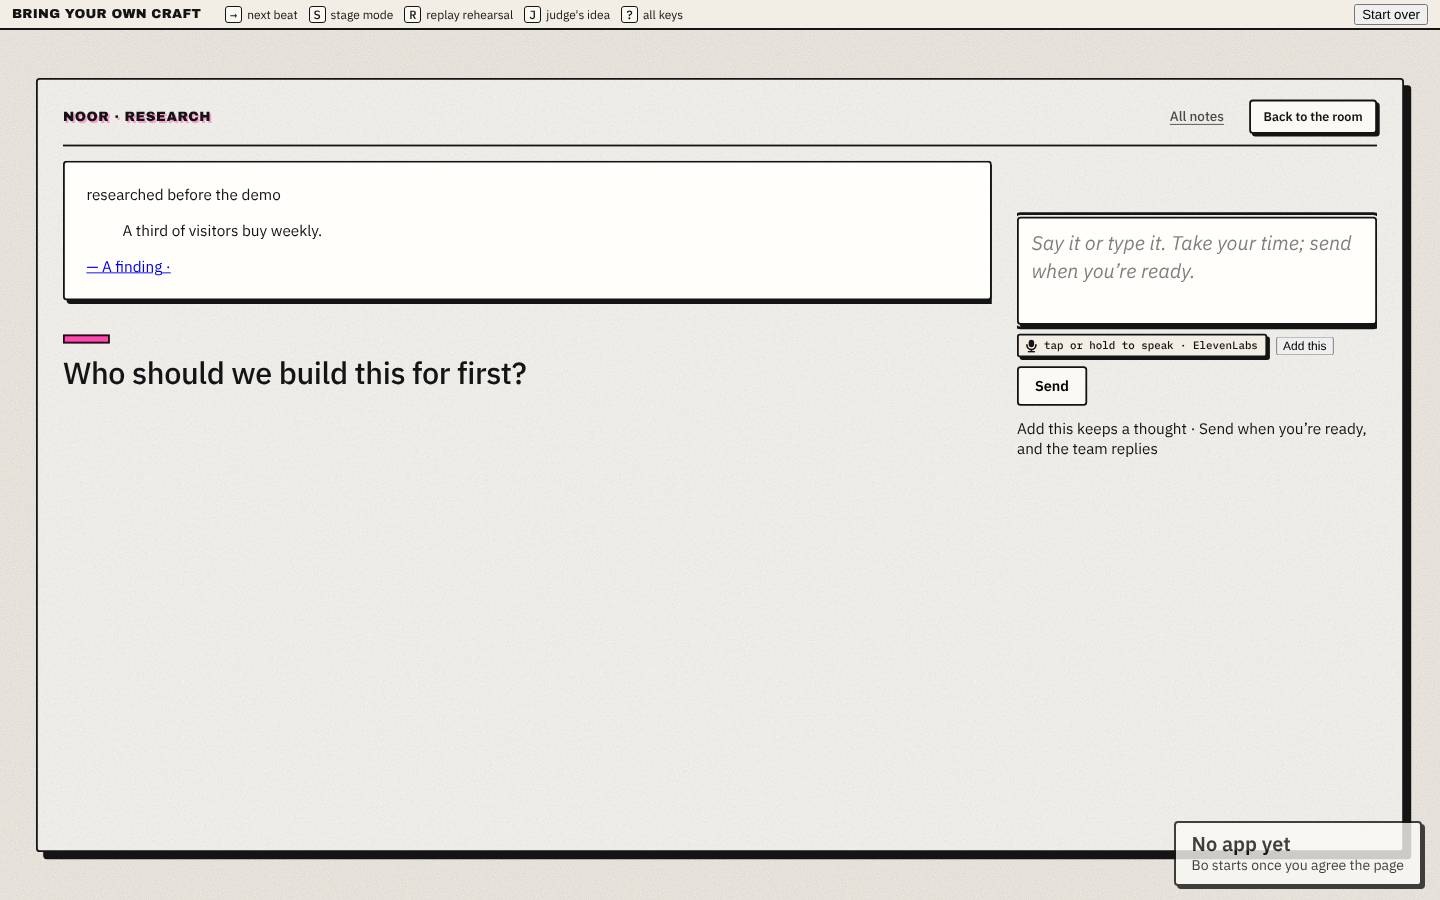 BRING YOUR OWN CRAFT
→ next beat S stage mode R replay rehearsal J judge's idea ? all keys
Start over
NOOR · RESEARCH
All notes
Back to the room
researched before the demo
A third of visitors buy weekly.
— A finding ·
Who should we build this for first?
Say it or type it. Take your time; send
when you’re ready.
tap or hold to speak · ElevenLabs
Add this
Send
Add this keeps a thought · Send when you’re ready,
and the team replies
No app yet
Bo starts once you agree the page